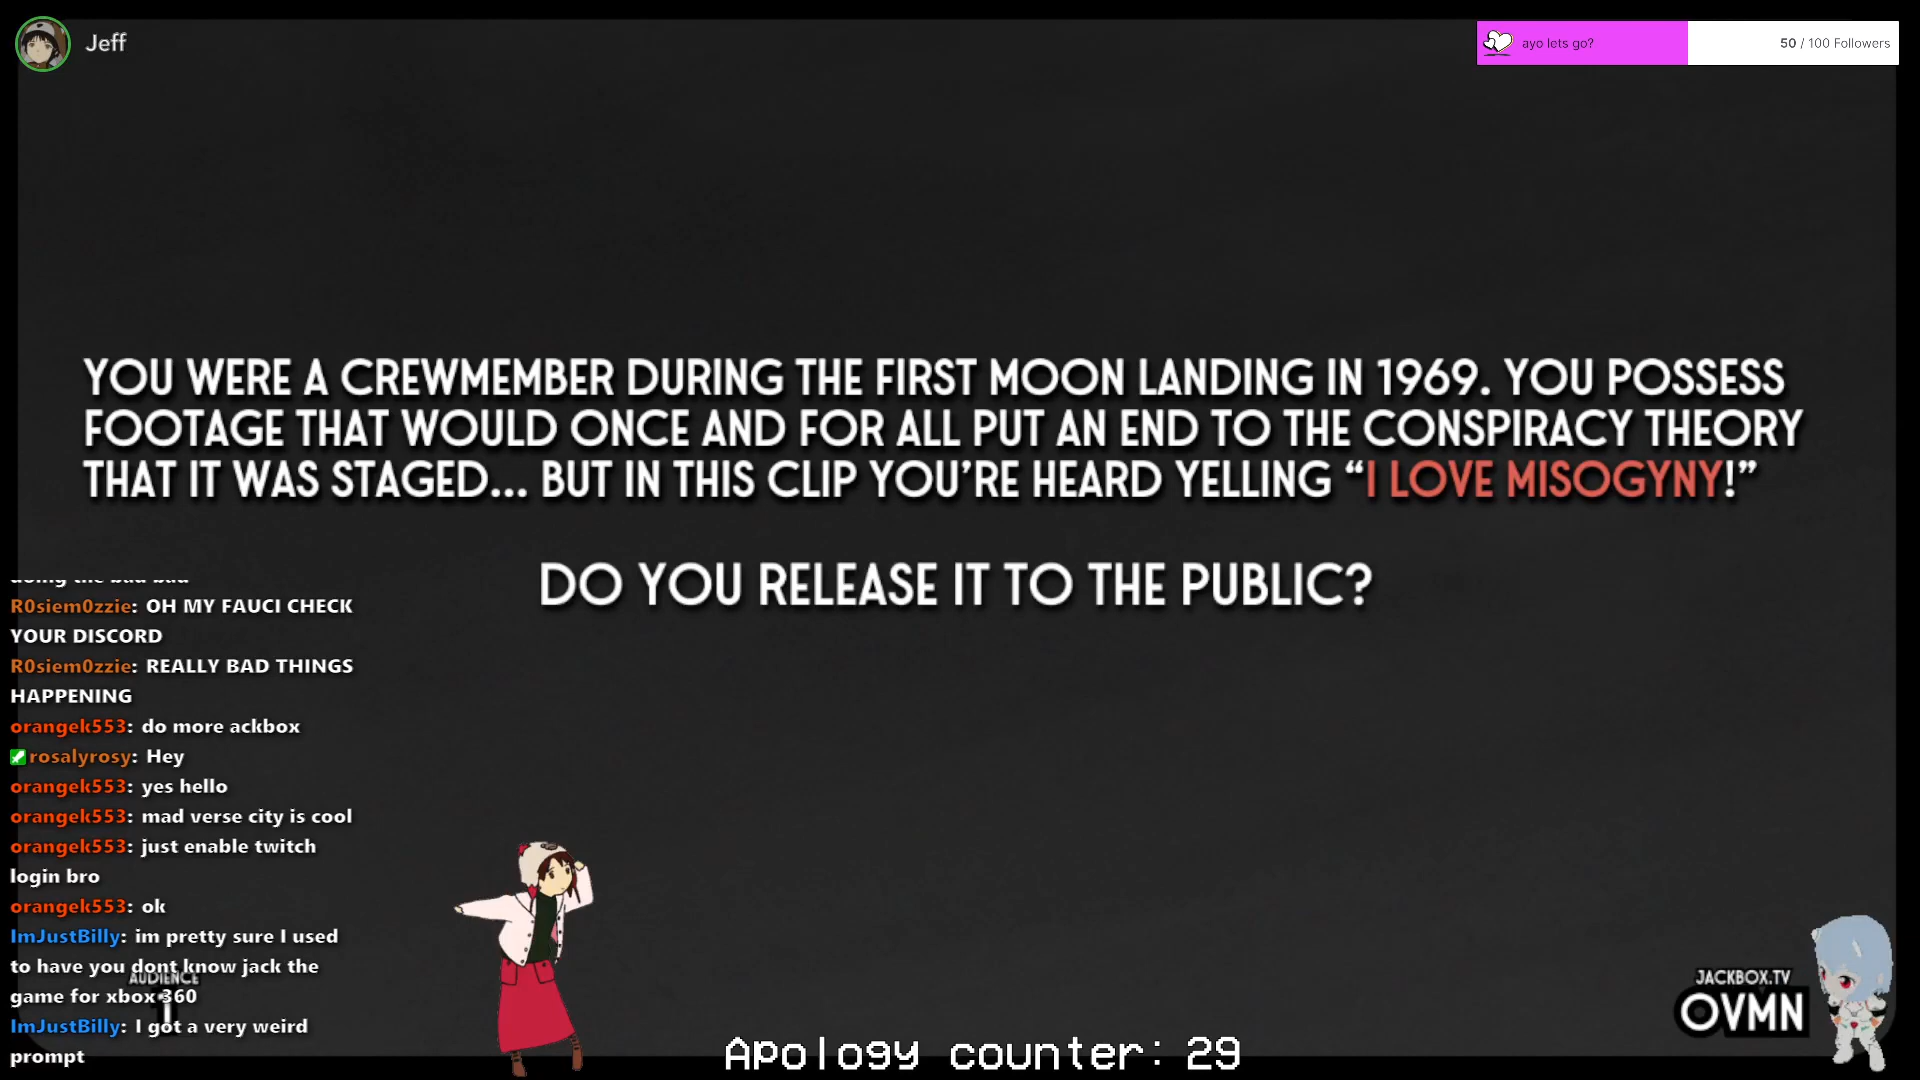 Jeff
ayo lets go?
50 / 100 Followers
YOU WERE A CREWMEMBER DURING THE FIRST MOON LANDING IN 1969. YOU POSSESS
FOOTAGE THAT WOULD ONCE AND FOR ALL PUT AN END TO THE CONSPIRACY THEORY
THAT IT WAS STAGED... BUT IN THIS CLIP YOU'RE HEARD YELLING “I LOVE MISOGYNY!”
DO YOU RELEASE IT TO THE PUBLIC?
doing the bad bad
R0siem0zzie: OH MY FAUCI CHECK
YOUR DISCORD
R0siem0zzie: REALLY BAD THINGS
HAPPENING
orangek553: do more ackbox
rosalyrosy: Hey
orangek553: yes hello
orangek553: mad verse city is cool
orangek553: just enable twitch
login bro
orangek553: ok
ImJustBilly: im pretty sure I used
to have you dont know jack the
game for xbox 360
ImJustBilly: I got a very weird
prompt
AUDIENCE
1
Apology counter: 29
JACKBOX.TV
OVMN